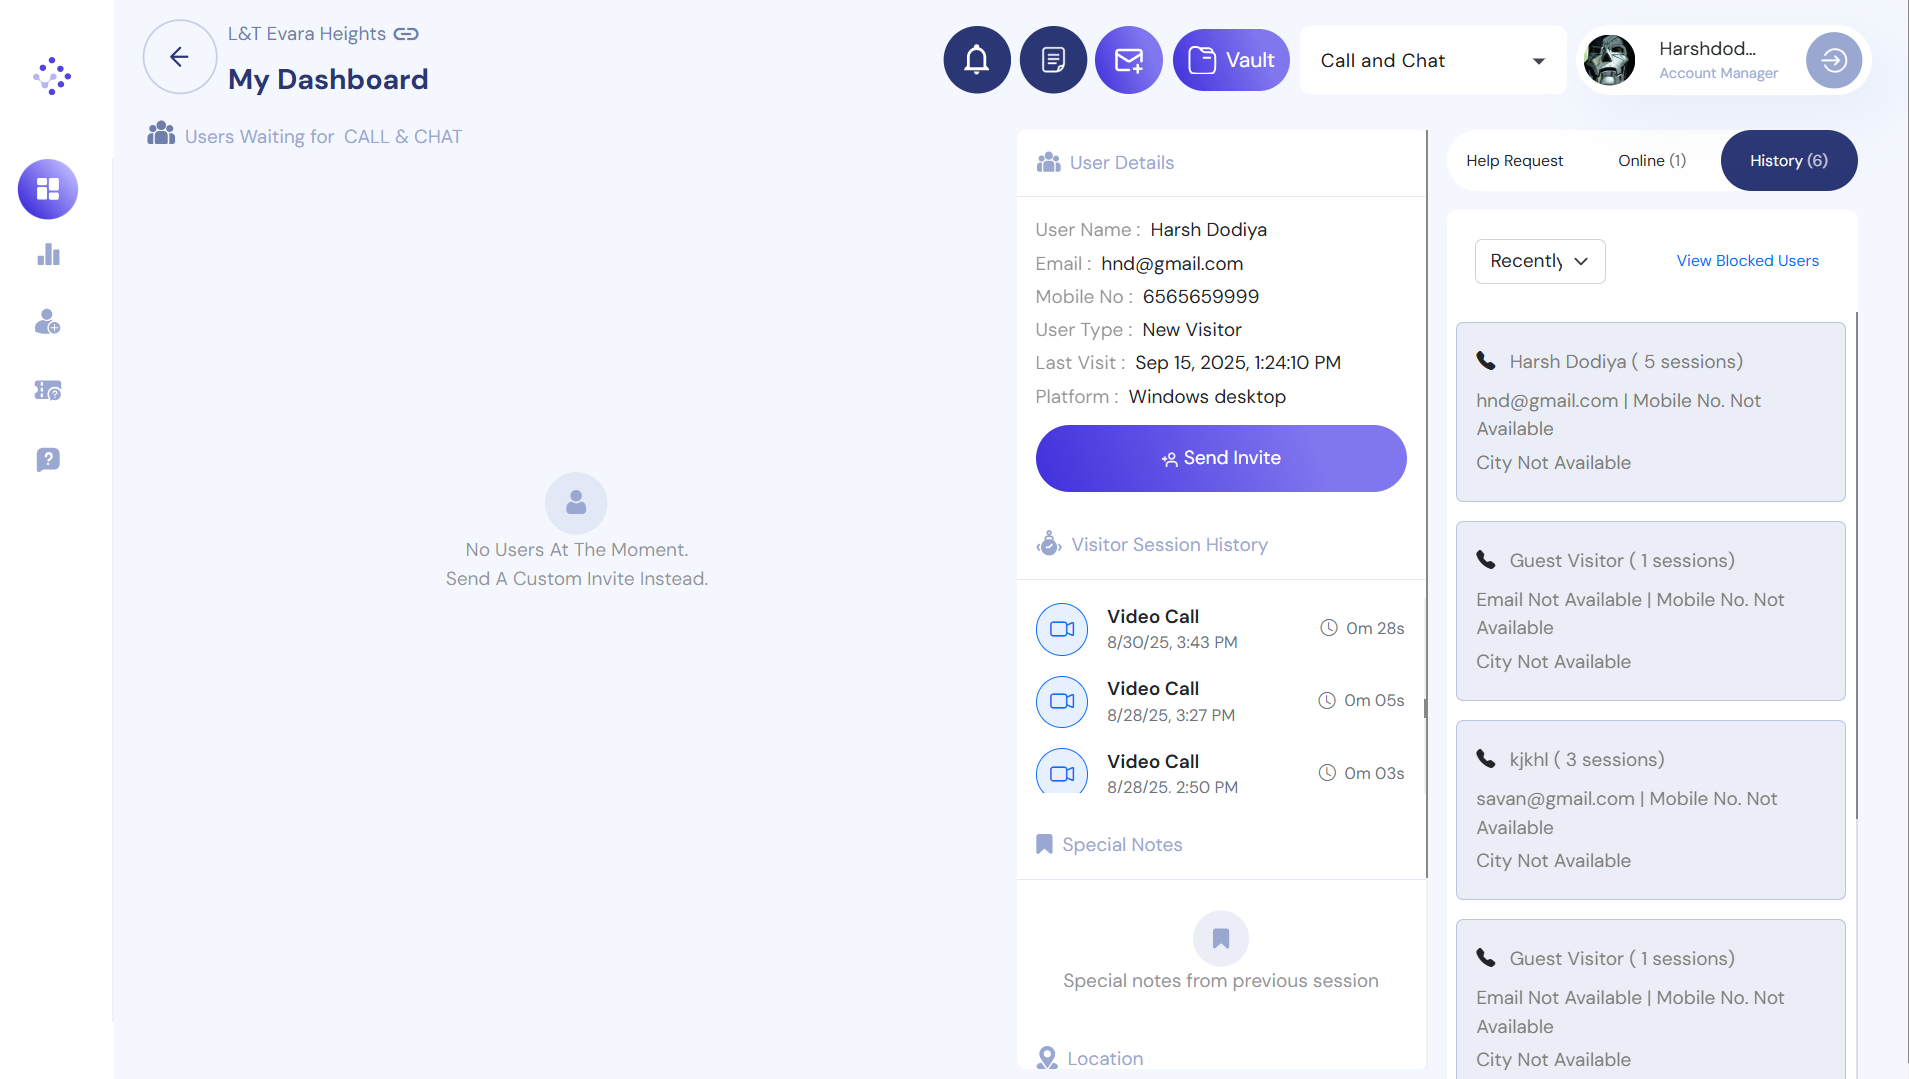 L&T Evara Heights
My Dashboard
Vault
Call and Chat
Harshdod...
Account Manager
Users Waiting for CALL & CHAT
No Users At The Moment.
Send A Custom Invite Instead.
User Details
User Name : Harsh Dodiya
Email : hnd@gmail.com
Mobile No : 6565659999
User Type : New Visitor
Last Visit : Sep 15, 2025, 1:24:10 PM
Platform : Windows desktop
Send Invite
Visitor Session History
Video Call
8/30/25, 3:43 PM
0m 28s
Video Call
8/28/25, 3:27 PM
0m 05s
Video Call
8/28/25, 2:50 PM
0m 03s
Special Notes
Special notes from previous session
Location
Help Request
Online (1)
History (6)
Recently
View Blocked Users
Harsh Dodiya ( 5 sessions)
hnd@gmail.com | Mobile No. Not
Available
City Not Available
Guest Visitor ( 1 sessions)
Email Not Available | Mobile No. Not
Available
City Not Available
kjkhl ( 3 sessions)
savan@gmail.com | Mobile No. Not
Available
City Not Available
Guest Visitor ( 1 sessions)
Email Not Available | Mobile No. Not
Available
City Not Available